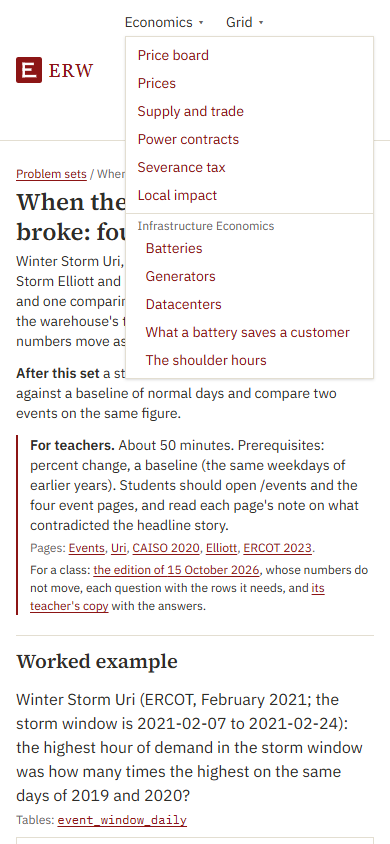 Economics ▾ Grid ▾
ERW
Price board
Prices
Supply and trade
Power contracts
Severance tax
Local impact
Infrastructure Economics
Batteries
Generators
Datacenters
What a battery saves a customer
The shoulder hours
Problem sets / When
When the
broke: fou
Winter Storm Uri,
Storm Elliott and
and one comparin
the warehouse's
numbers move as
After this set a st
against a baseline of normal days and compare two
events on the same figure.
For teachers. About 50 minutes. Prerequisites:
percent change, a baseline (the same weekdays of
earlier years). Students should open /events and the
four event pages, and read each page's note on what
contradicted the headline story.
Pages: Events, Uri, CAISO 2020, Elliott, ERCOT 2023.
For a class: the edition of 15 October 2026, whose numbers do
not move, each question with the rows it needs, and its
teacher's copy with the answers.
Worked example
Winter Storm Uri (ERCOT, February 2021; the
storm window is 2021-02-07 to 2021-02-24):
the highest hour of demand in the storm window
was how many times the highest on the same
days of 2019 and 2020?
Tables: event_window_daily